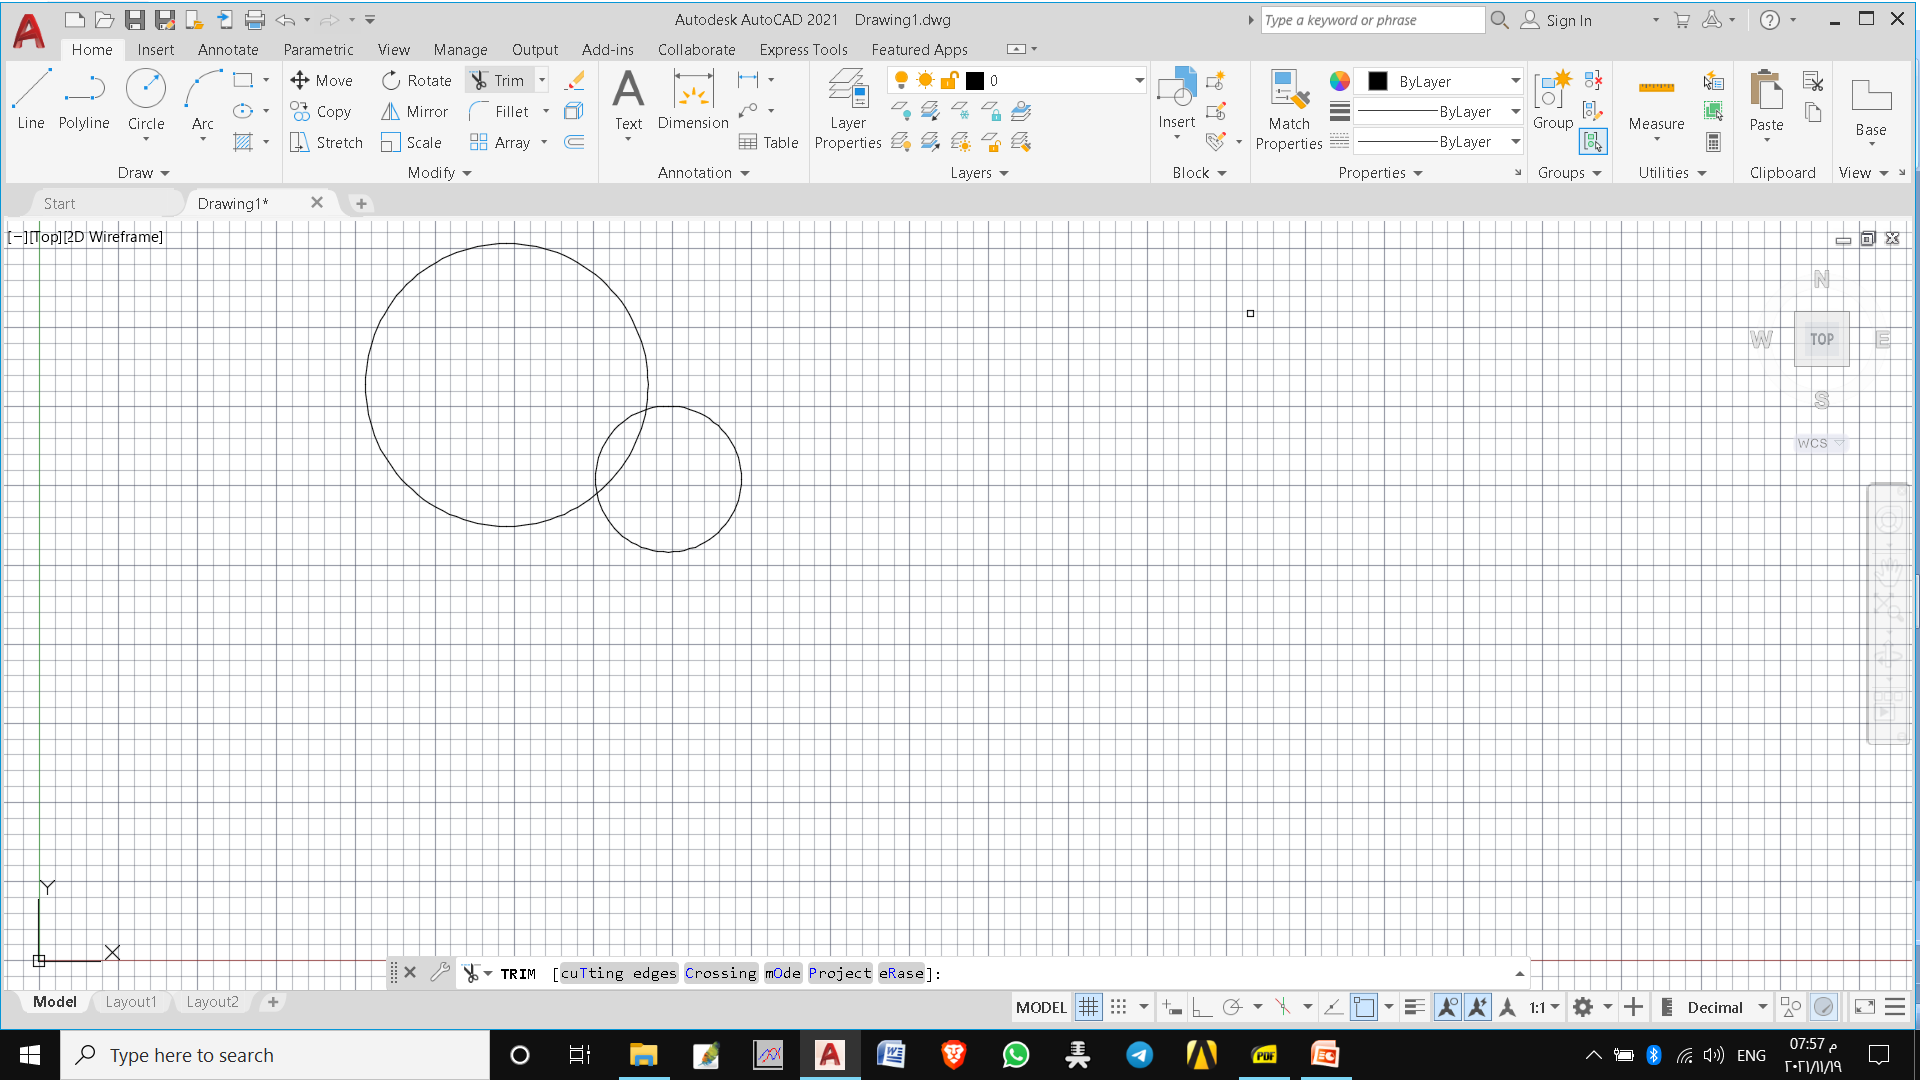 Autodesk AutoCAD 2021 Drawing1.dwg
Type a keyword or phrase
Sign In
Home Insert Annotate Parametric View Manage Output Add-ins Collaborate Express Tools Featured Apps
Line
Polyline
Circle
Arc
Draw
Move
Rotate
Trim
Copy
Mirror
Fillet
Stretch
Scale
Array
Modify
Text
Dimension
Table
Annotation
Layer
Properties
0
Layers
Insert
Block
Match
Properties
ByLayer
ByLayer
ByLayer
Properties
Group
Groups
Measure
Utilities
Paste
Clipboard
Base
View
Start
Drawing1*
[−][Top][2D Wireframe]
N
W
TOP
E
S
WCS
Y
X
TRIM [cuTting edges Crossing mOde Project eRase]:
Model Layout1 Layout2
MODEL
1:1
Decimal
Type here to search
PDF
ENG
07:57 م
٢٠٢١/١١/١٩